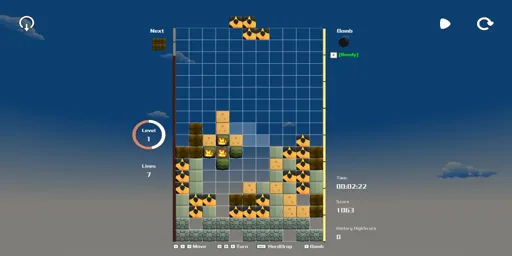 Next
Bomb
(Ready)
Level
1
Lines
7
Time
00:02:22
Score
1063
0
Move
Turn
HardDrop
Bomb